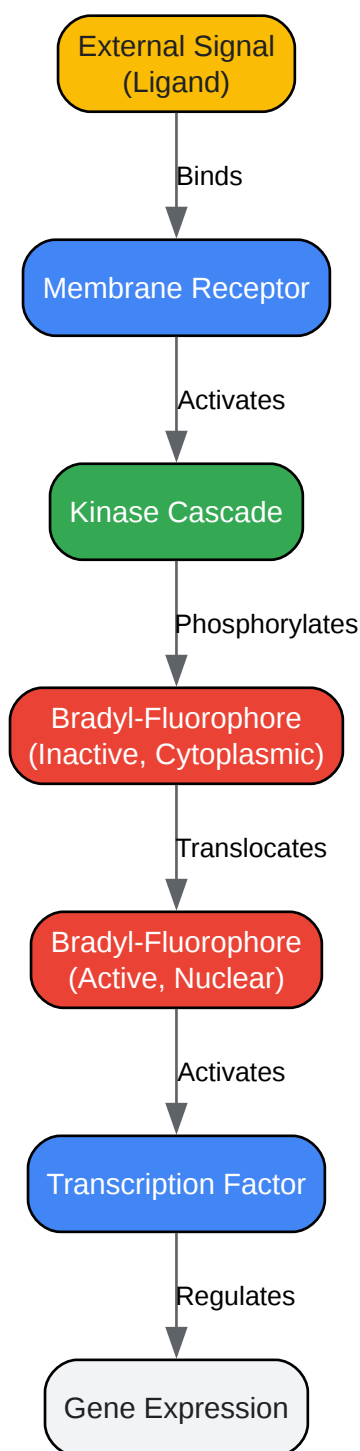 External Signal
(Ligand)
Binds
Membrane Receptor
Activates
Kinase Cascade
Phosphorylates
Bradyl-Fluorophore
(Inactive, Cytoplasmic)
Translocates
Bradyl-Fluorophore
(Active, Nuclear)
Activates
Transcription Factor
Regulates
Gene Expression